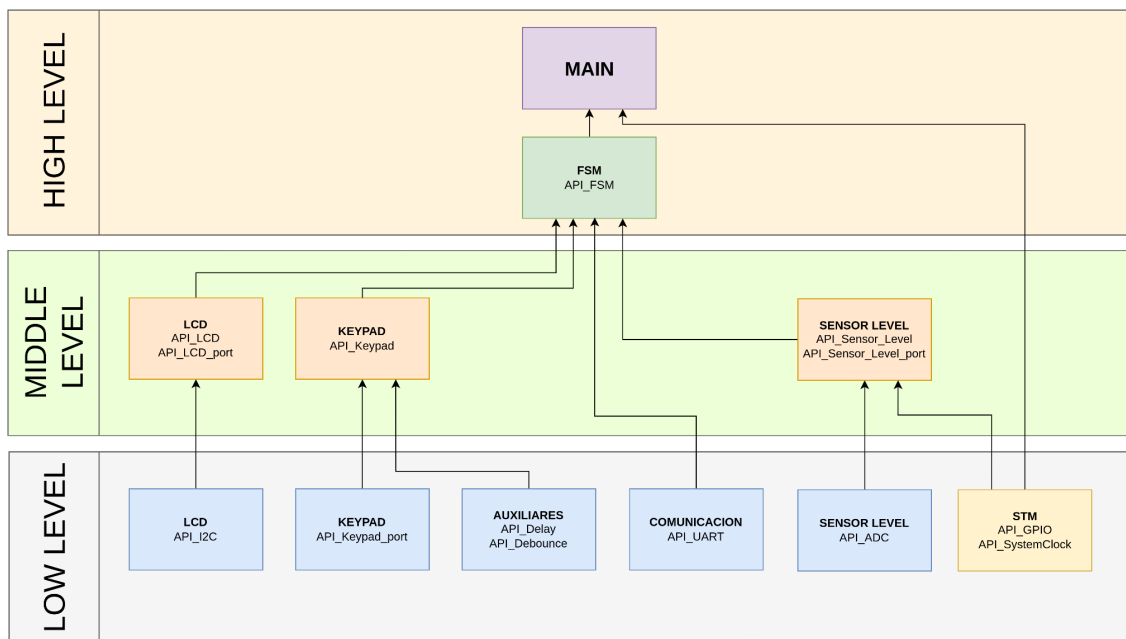 HIGH LEVEL
MAIN
FSM
API_FSM
MIDDLE
LEVEL
LCD
API_LCD
API_LCD_port
KEYPAD
API_Keypad
SENSOR LEVEL
API_Sensor_Level
API_Sensor_Level_port
LOW LEVEL
LCD
API_I2C
KEYPAD
API_Keypad_port
AUXILIARES
API_Delay
API_Debounce
COMUNICACION
API_UART
SENSOR LEVEL
API_ADC
STM
API_GPIO
API_SystemClock